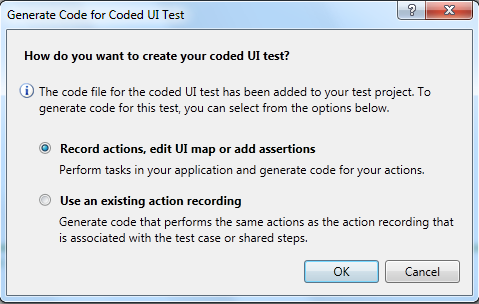 Generate Code for Coded UI Test
?
How do you want to create your coded UI test?
The code file for the coded UI test has been added to your test project. To
generate code for this test, you can select from the options below.
Record actions, edit UI map or add assertions
Perform tasks in your application and generate code for your actions.
Use an existing action recording
Generate code that performs the same actions as the action recording that
is associated with the test case or shared steps.
OK Cancel